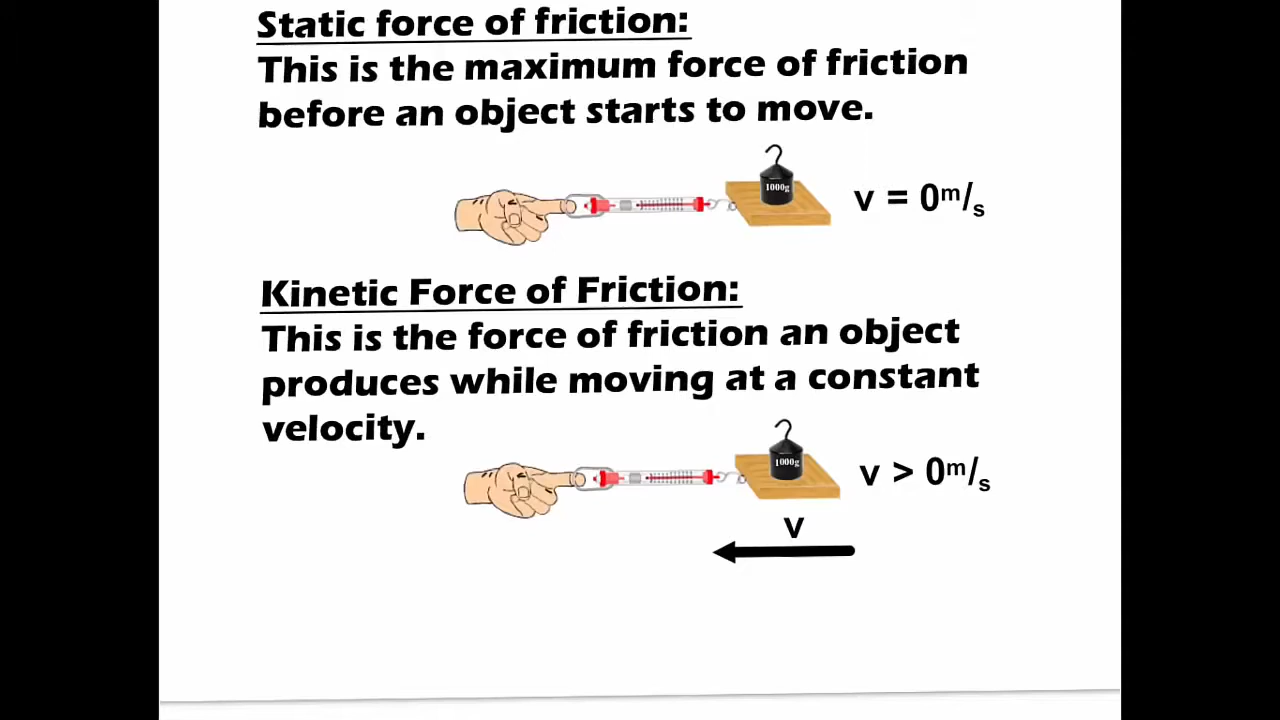 Static force of friction:
This is the maximum force of friction
before an object starts to move.
1000g
v = 0m/s
Kinetic Force of Friction:
This is the force of friction an object
produces while moving at a constant
velocity.
1000g
v > 0m/s
v